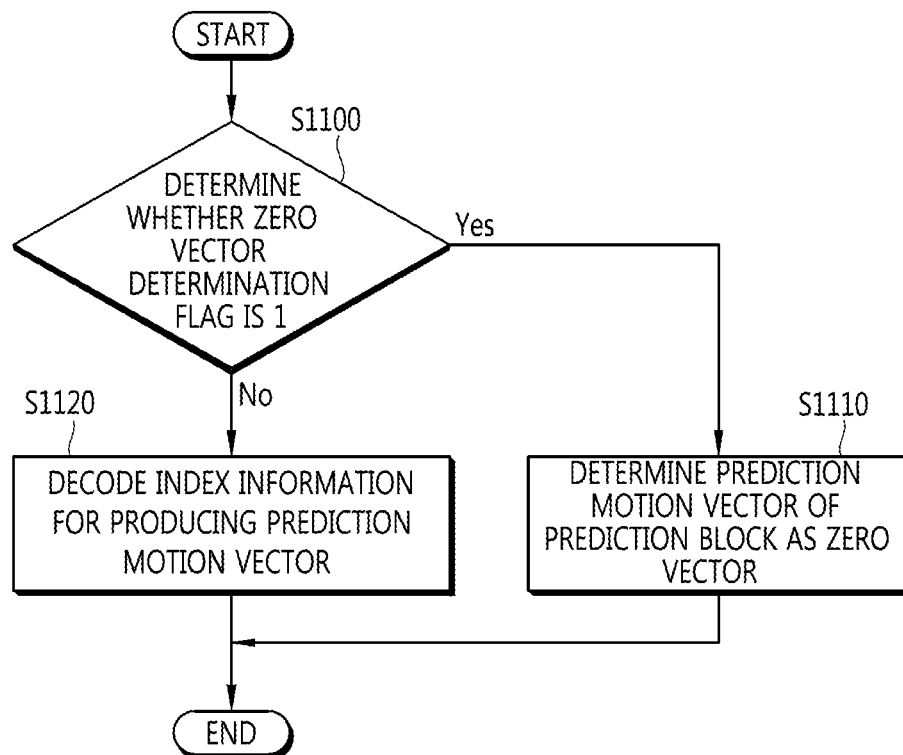 START
S1100
DETERMINE
WHETHER ZERO
VECTOR
DETERMINATION
FLAG IS 1
Yes
No
S1120
DECODE INDEX INFORMATION
FOR PRODUCING PREDICTION
MOTION VECTOR
S1110
DETERMINE PREDICTION
MOTION VECTOR OF
PREDICTION BLOCK AS ZERO
VECTOR
END